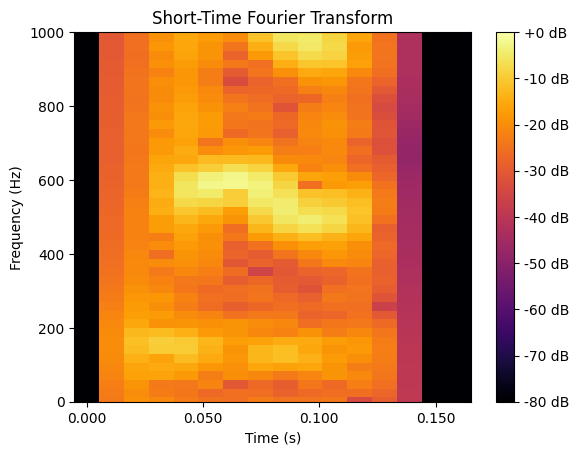 Short-Time Fourier Transform
1000
800
600
400
200
0
Frequency (Hz)
0.000
0.050
0.100
0.150
Time (s)
+0 dB
-10 dB
-20 dB
-30 dB
-40 dB
-50 dB
-60 dB
-70 dB
-80 dB